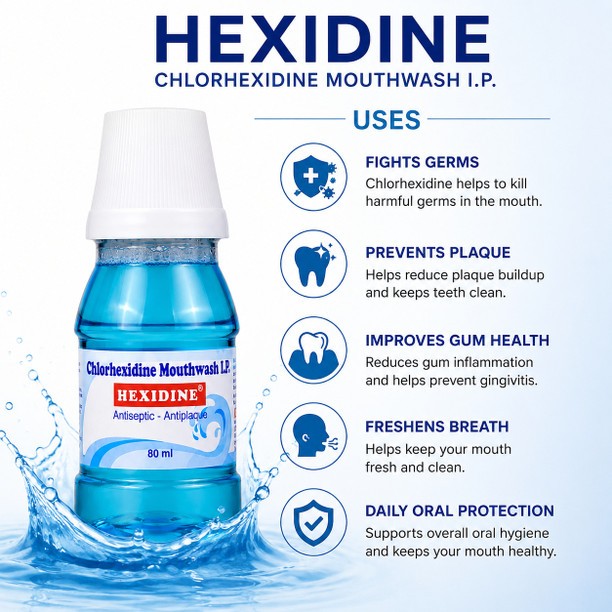 HEXIDINE
CHLORHEXIDINE MOUTHWASH I.P.
USES
FIGHTS GERMS
Chlorhexidine helps to kill
harmful germs in the mouth.
PREVENTS PLAQUE
Helps reduce plaque buildup
and keeps teeth clean.
IMPROVES GUM HEALTH
Reduces gum inflammation
and helps prevent gingivitis.
FRESHENS BREATH
Helps keep your mouth
fresh and clean.
DAILY ORAL PROTECTION
Supports overall oral hygiene
and keeps your mouth healthy.
Chlorhexidine Mouthwash I.P.
HEXIDINE®
Antiseptic - Antiplaque
80 ml